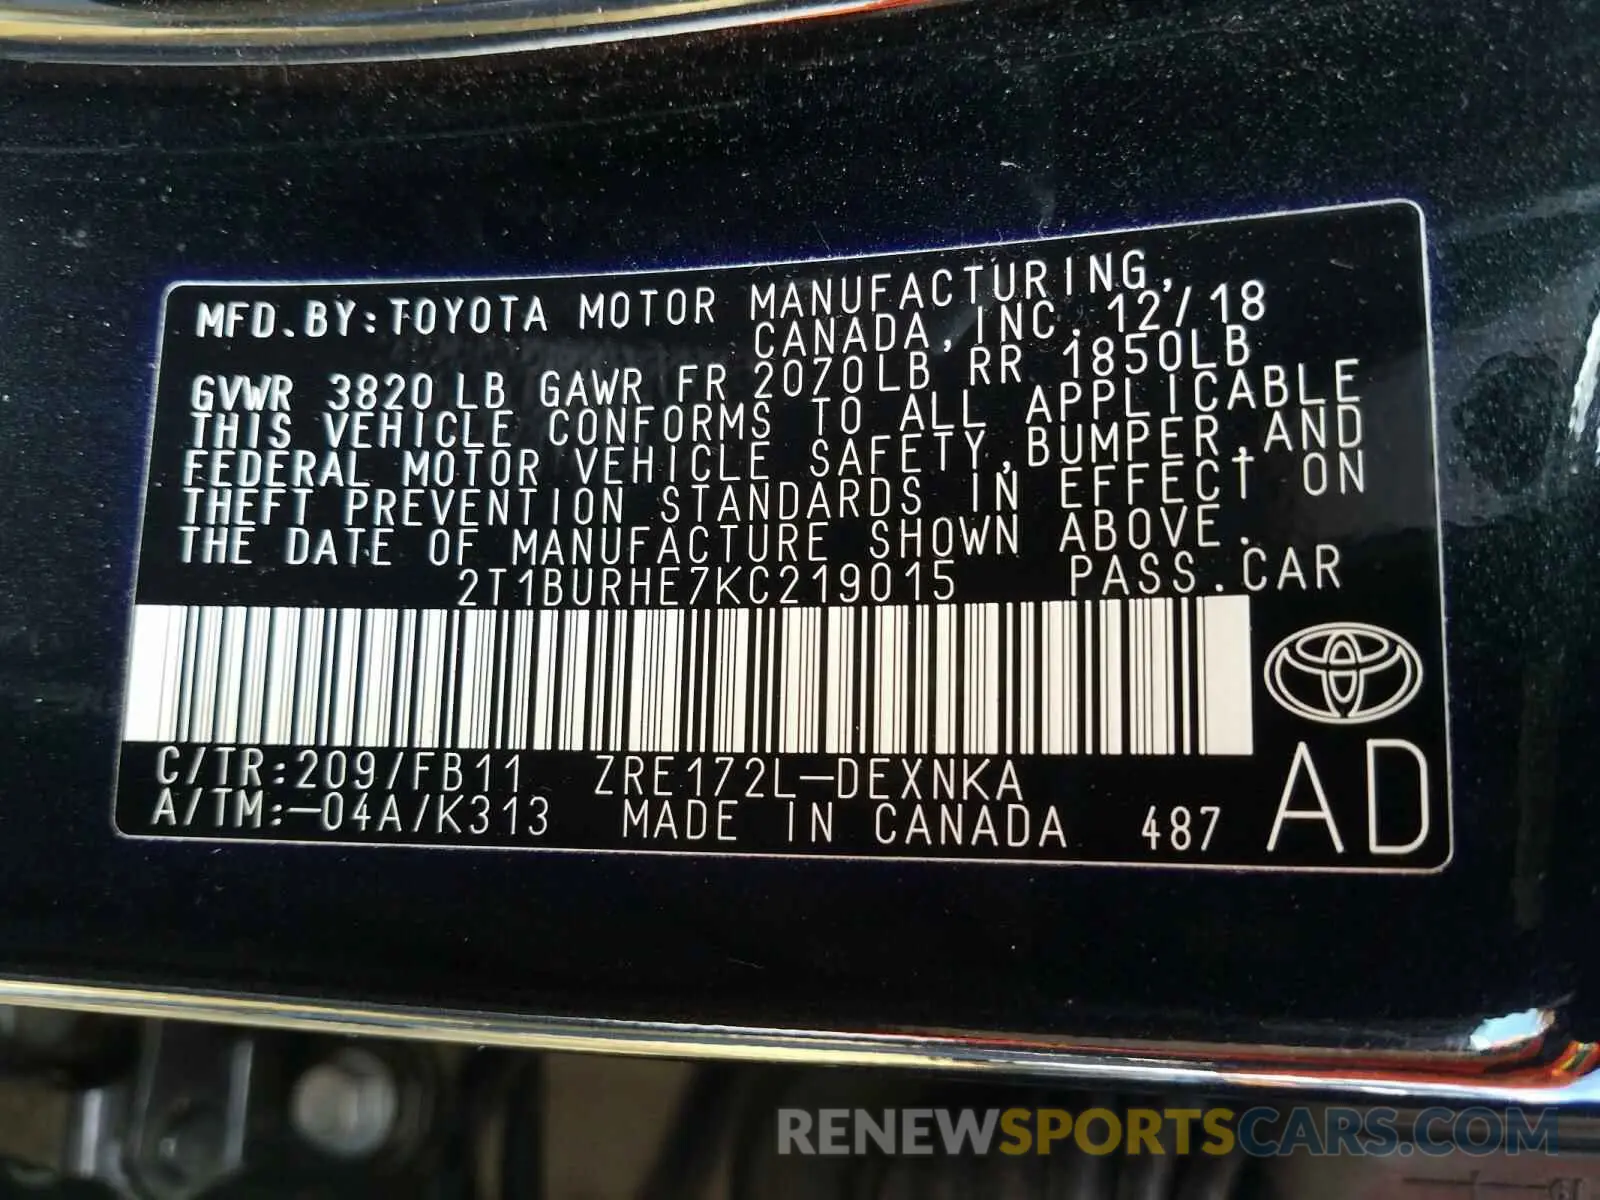 MFD.BY:TOYOTA MOTOR MANUFACTURING,
CANADA,INC. 12/18
GVWR 3820LB GAWR FR 2070LB RR 1850LB
THIS VEHICLE CONFORMS TO ALL APPLICABLE
FEDERAL MOTOR VEHICLE SAFETY,BUMPER,AND
THEFT PREVENTION STANDARDS IN EFFECT ON
THE DATE OF MANUFACTURE SHOWN ABOVE.
2T1BURHE7KC219015 PASS.CAR
C/TR:209/FB11 ZRE172L-DEXNKA
A/TM:-04A/K313 MADE IN CANADA 487 AD
RENEWSPORTSCARS.COM